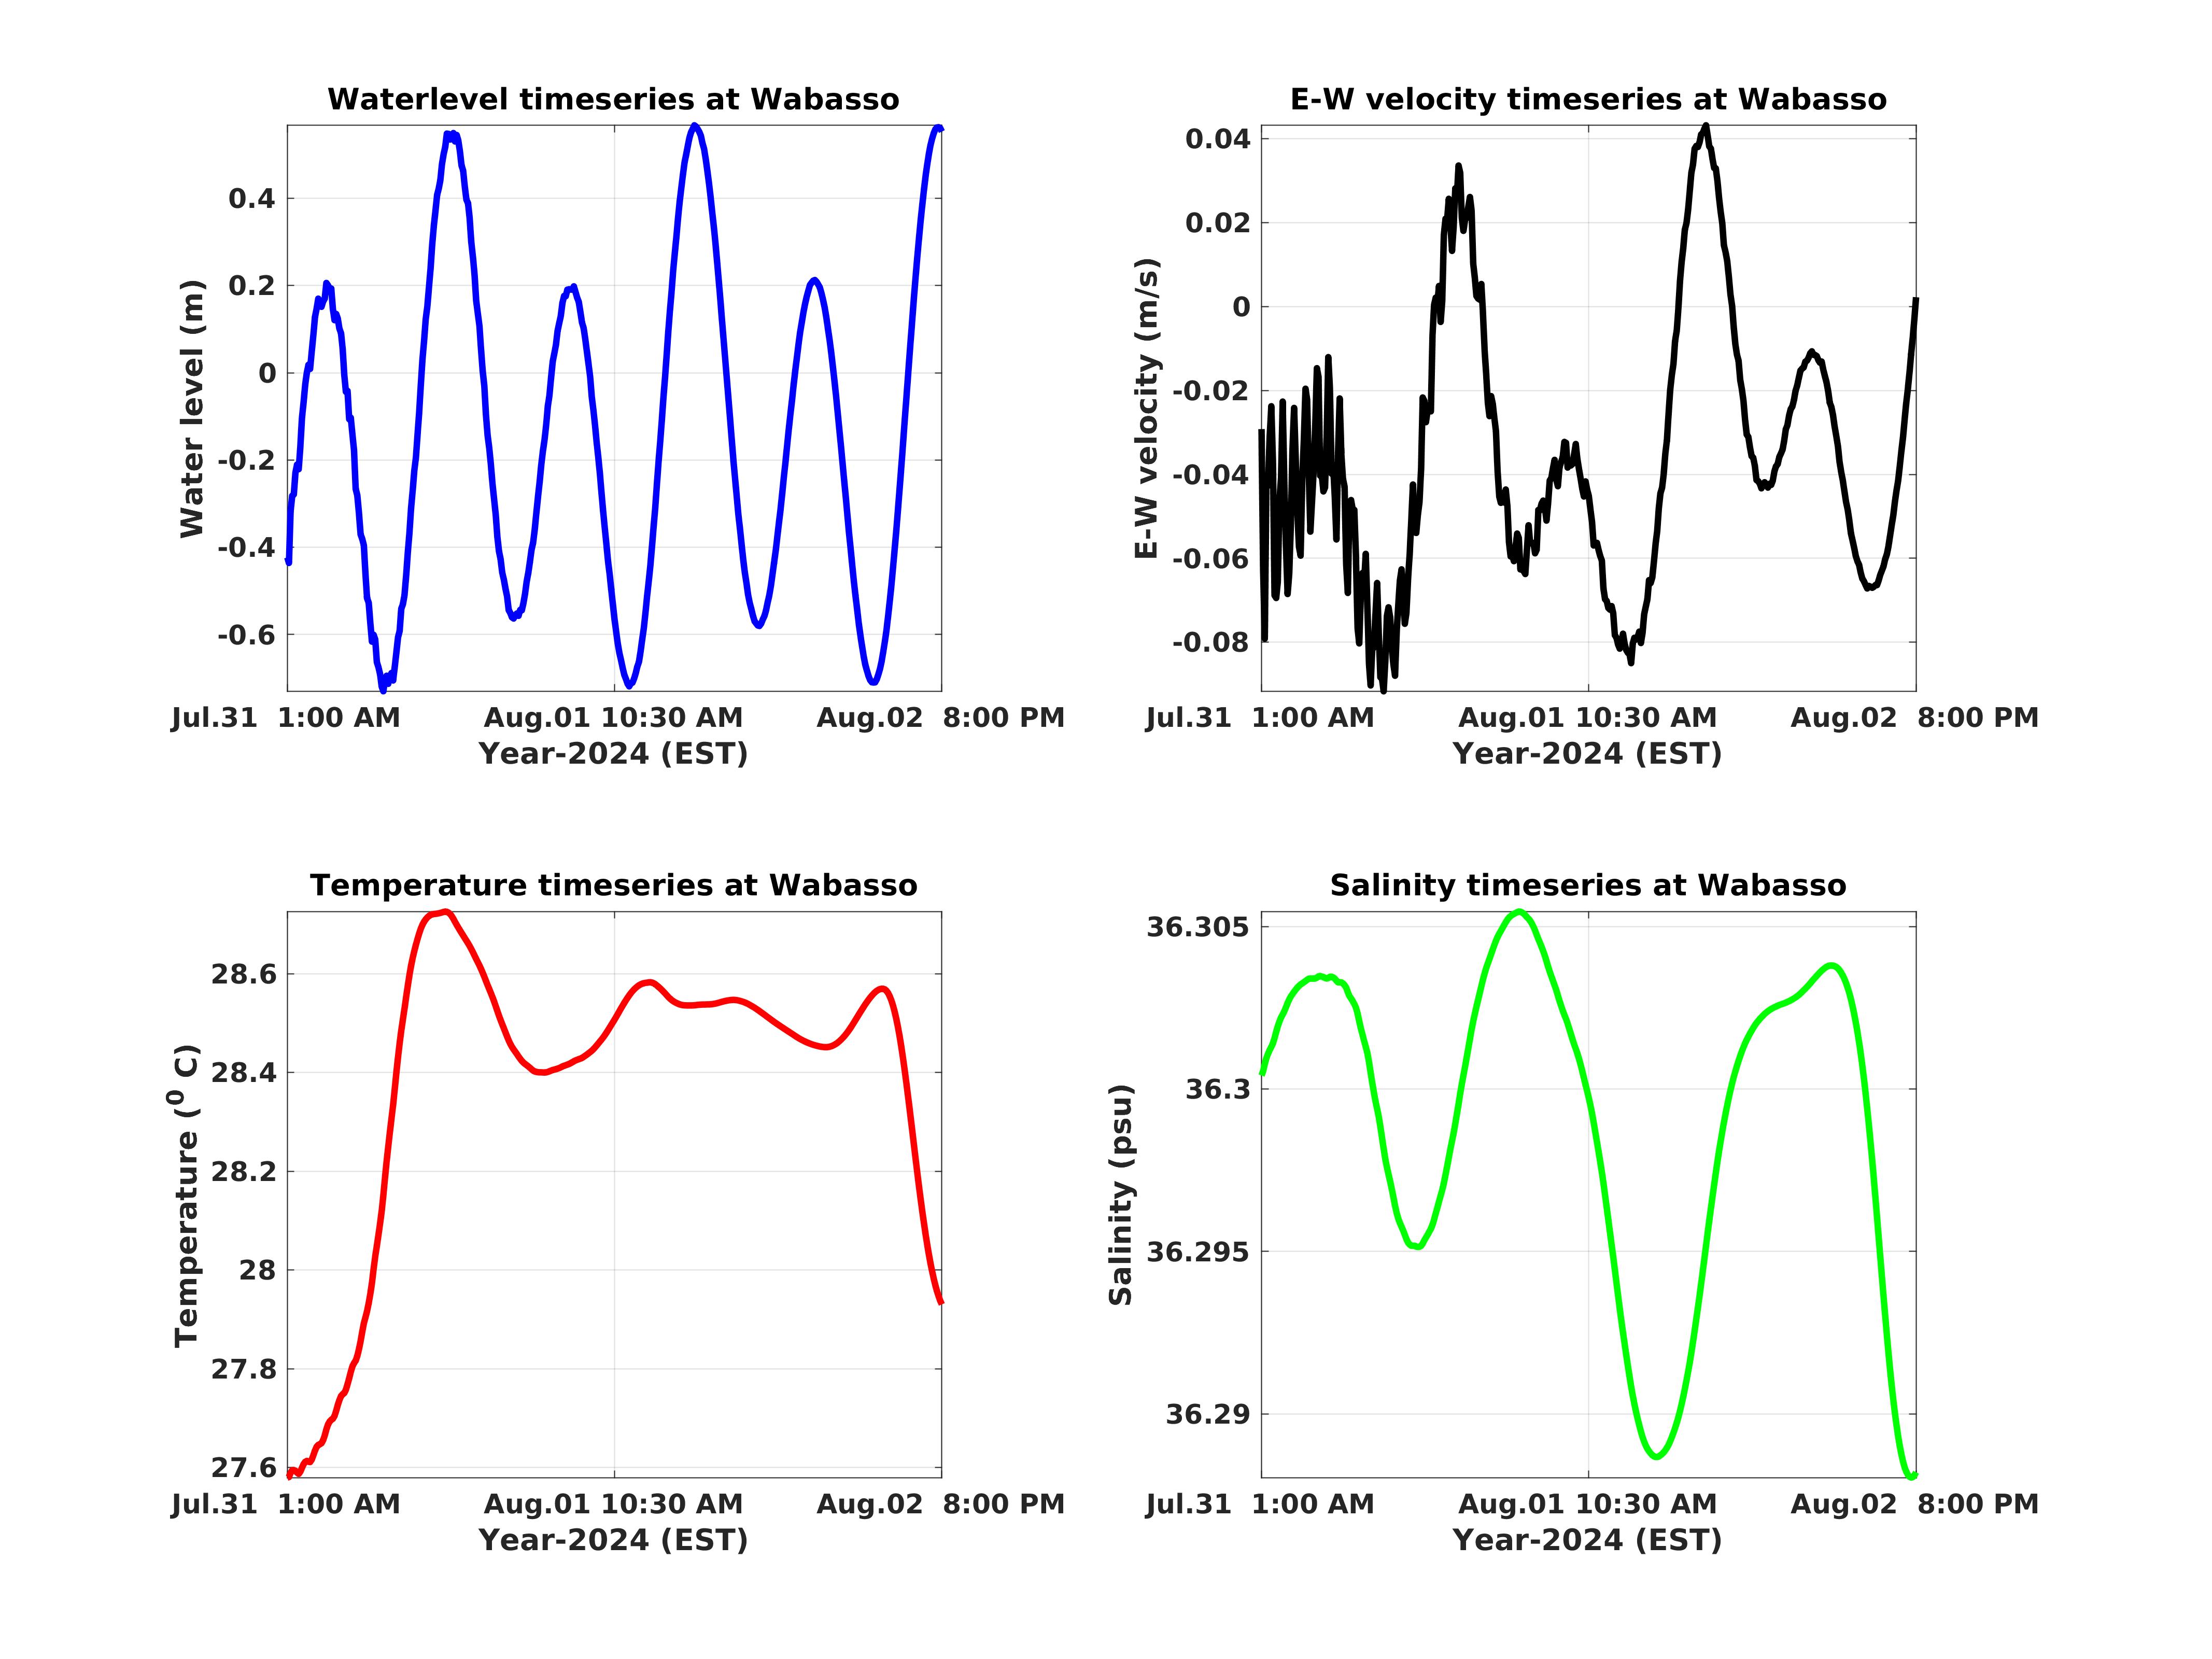 Waterlevel timeseries at Wabasso
0.4
0.2
0
-0.2
-0.4
-0.6
Water level (m)
Jul.31 1:00 AM Aug.01 10:30 AM Aug.02 8:00 PM
Year-2024 (EST)
E-W velocity timeseries at Wabasso
0.04
0.02
0
-0.02
-0.04
-0.06
-0.08
E-W velocity (m/s)
Jul.31 1:00 AM Aug.01 10:30 AM Aug.02 8:00 PM
Year-2024 (EST)
Temperature timeseries at Wabasso
28.6
28.4
28.2
28
27.8
27.6
Temperature (⁰ C)
Jul.31 1:00 AM Aug.01 10:30 AM Aug.02 8:00 PM
Year-2024 (EST)
Salinity timeseries at Wabasso
36.305
36.3
36.295
36.29
Salinity (psu)
Jul.31 1:00 AM Aug.01 10:30 AM Aug.02 8:00 PM
Year-2024 (EST)